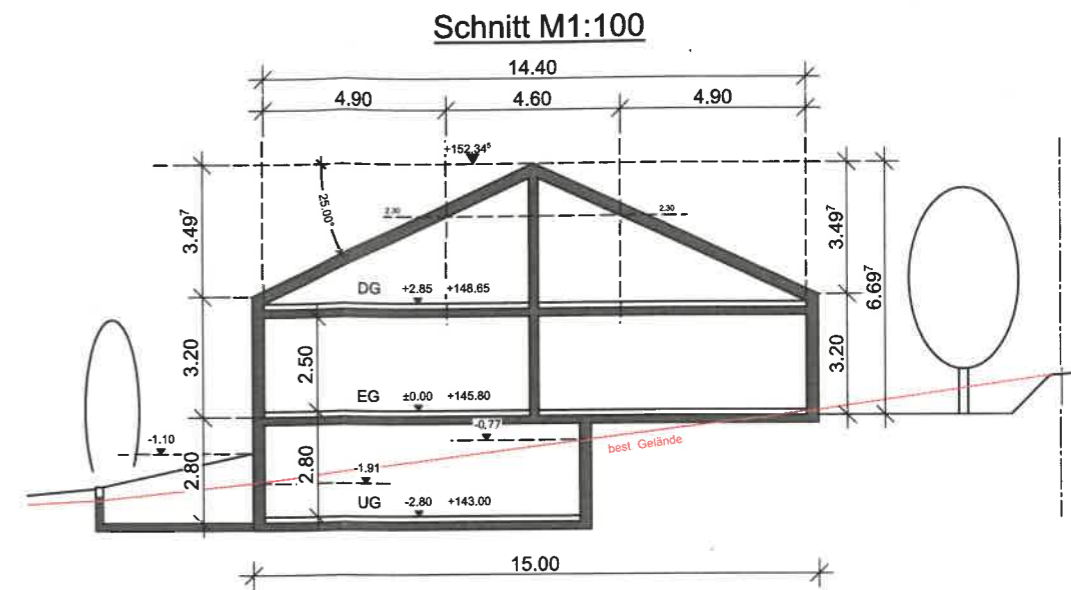 Schnitt M1:100
14.40
4.90 4.60 4.90
+152.34⁵
25.00°
2.30 2.30
3.49⁷ 3.49⁷
6.69⁷
DG +2.85 +148.65
3.20 2.50 3.20
EG ±0.00 +145.80
-0.77
-1.10
best Gelände
2.80 2.80
-1.91
UG -2.80 +143.00
15.00